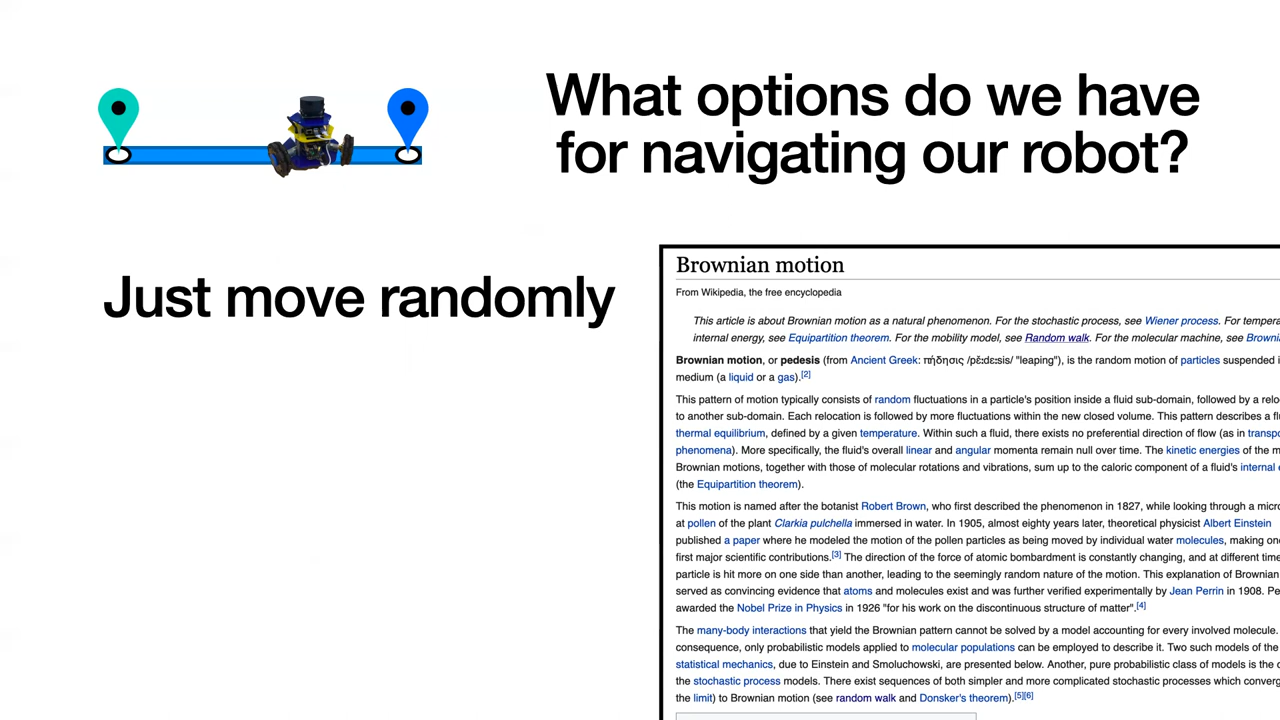 What options do we have
for navigating our robot?
Just move randomly
Brownian motion
From Wikipedia, the free encyclopedia
This article is about Brownian motion as a natural phenomenon. For the stochastic process, see Wiener process. For
internal energy, see Equipartition theorem. For the mobility model, see Random walk. For the molecular machine, see
Brownian motion, or pedesis (from Ancient Greek: πήδησις /pɛ̌ːdɛːsis/ "leaping"), is the random motion of particles suspended
medium (a liquid or a gas).[2]
This pattern of motion typically consists of random fluctuations in a particle's position inside a fluid sub-domain, followed by a
to another sub-domain. Each relocation is followed by more fluctuations within the new closed volume. This pattern describes a
thermal equilibrium, defined by a given temperature. Within such a fluid, there exists no preferential direction of flow (as in
phenomena). More specifically, the fluid's overall linear and angular momenta remain null over time. The kinetic energies of the
Brownian motions, together with those of molecular rotations and vibrations, sum up to the caloric component of a fluid's internal
(the Equipartition theorem).
This motion is named after the botanist Robert Brown, who first described the phenomenon in 1827, while looking through a
at pollen of the plant Clarkia pulchella immersed in water. In 1905, almost eighty years later, theoretical physicist Albert Einstein
published a paper where he modeled the motion of the pollen particles as being moved by individual water molecules, making
first major scientific contributions.[3] The direction of the force of atomic bombardment is constantly changing, and at different
particle is hit more on one side than another, leading to the seemingly random nature of the motion. This explanation of Brownian
served as convincing evidence that atoms and molecules exist and was further verified experimentally by Jean Perrin in 1908.
awarded the Nobel Prize in Physics in 1926 "for his work on the discontinuous structure of matter".[4]
The many-body interactions that yield the Brownian pattern cannot be solved by a model accounting for every involved molecule.
consequence, only probabilistic models applied to molecular populations can be employed to describe it. Two such models of the
statistical mechanics, due to Einstein and Smoluchowski, are presented below. Another, pure probabilistic class of models is the
the stochastic process models. There exist sequences of both simpler and more complicated stochastic processes which
the limit) to Brownian motion (see random walk and Donsker's theorem).[5][6]